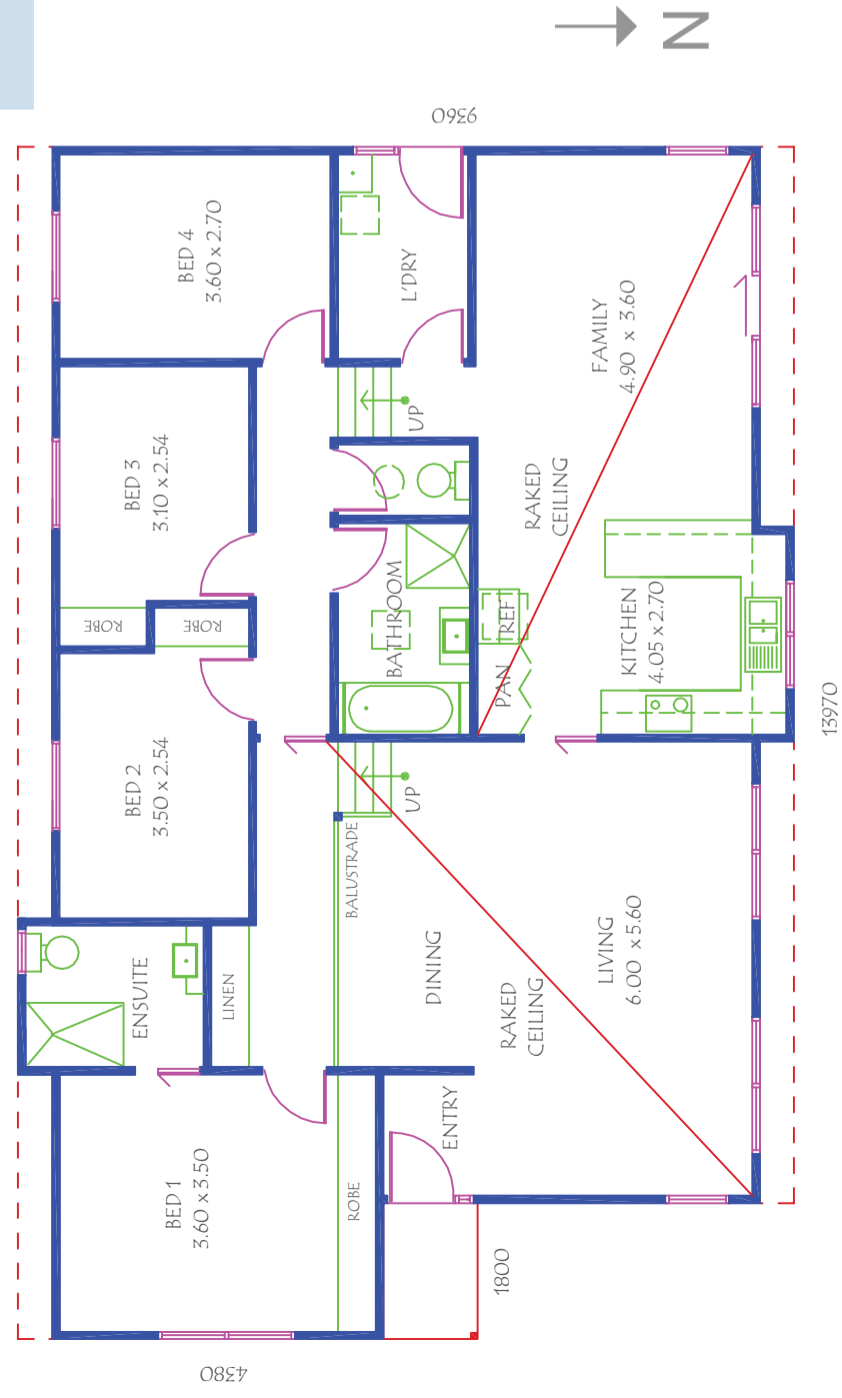 N
9360
BED 4
3.60 x 2.70
L'DRY
FAMILY
4.90 x 3.60
UP
BED 3
3.10 x 2.54
RAKED
CEILING
ROBE
ROBE
BATHROOM
REF
PAN
KITCHEN
4.05 x 2.70
13970
BED 2
3.50 x 2.54
UP
BALUSTRADE
DINING
LIVING
6.00 x 5.60
RAKED
CEILING
ENSUITE
LINEN
ENTRY
BED 1
3.60 x 3.50
ROBE
1800
4380